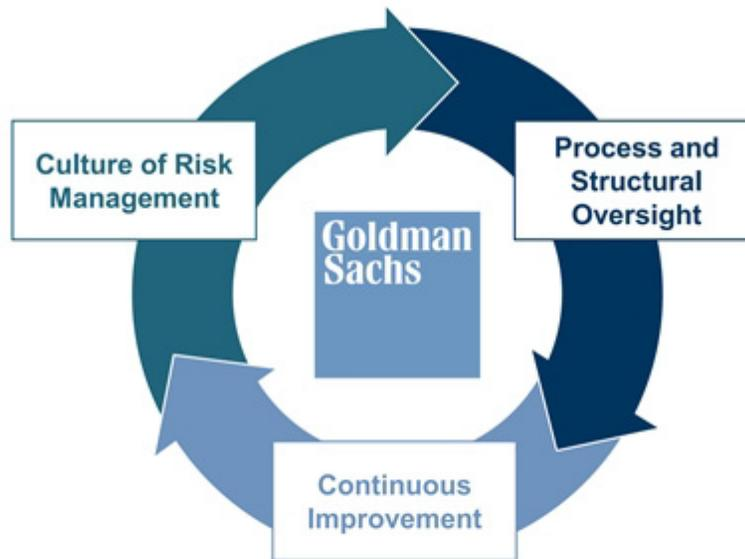 Culture of Risk
Management
Process and
Structural
Oversight
Goldman
Sachs
Continuous
Improvement